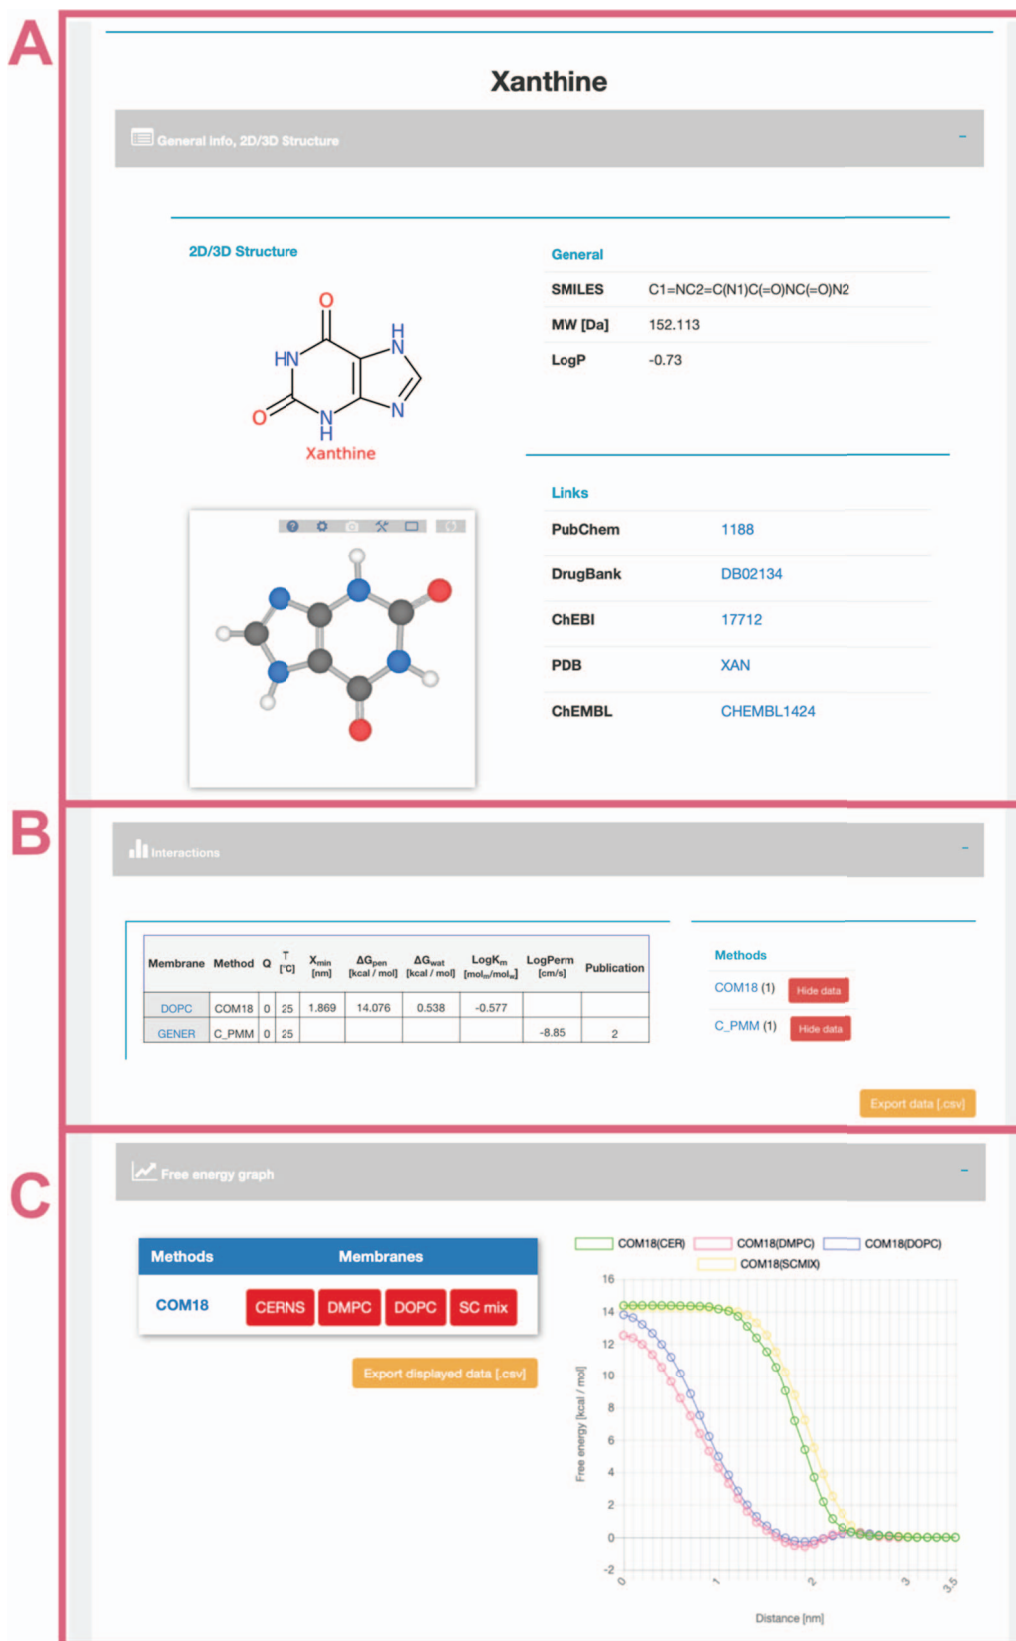 A
Xanthine
General info, 2D/3D Structure
2D/3D Structure
O
HN
H
N
O
N
H
N
Xanthine
General
SMILES C1=NC2=C(N1)C(=O)NC(=O)N2
MW [Da] 152.113
LogP -0.73
Links
PubChem 1188
DrugBank DB02134
ChEBI 17712
PDB XAN
ChEMBL CHEMBL1424
B
Interactions
Membrane Method Q T [°C] Xmin [nm] ΔGpen [kcal / mol] ΔGwat [kcal / mol] LogKm [molm/molw] LogPerm [cm/s] Publication
DOPC COM18 0 25 1.869 14.076 0.538 -0.577
GENER C_PMM 0 25 -8.85 2
Methods
COM18 (1) Hide data
C_PMM (1) Hide data
Export data [.csv]
C
Free energy graph
Methods Membranes
COM18 CERNS DMPC DOPC SC mix
Export displayed data [.csv]
COM18(CER) COM18(DMPC) COM18(DOPC)
COM18(SCMIX)
16
14
12
10
8
6
4
2
0
-2
Free energy [kcal / mol]
0 1 2 3 3.5
Distance [nm]